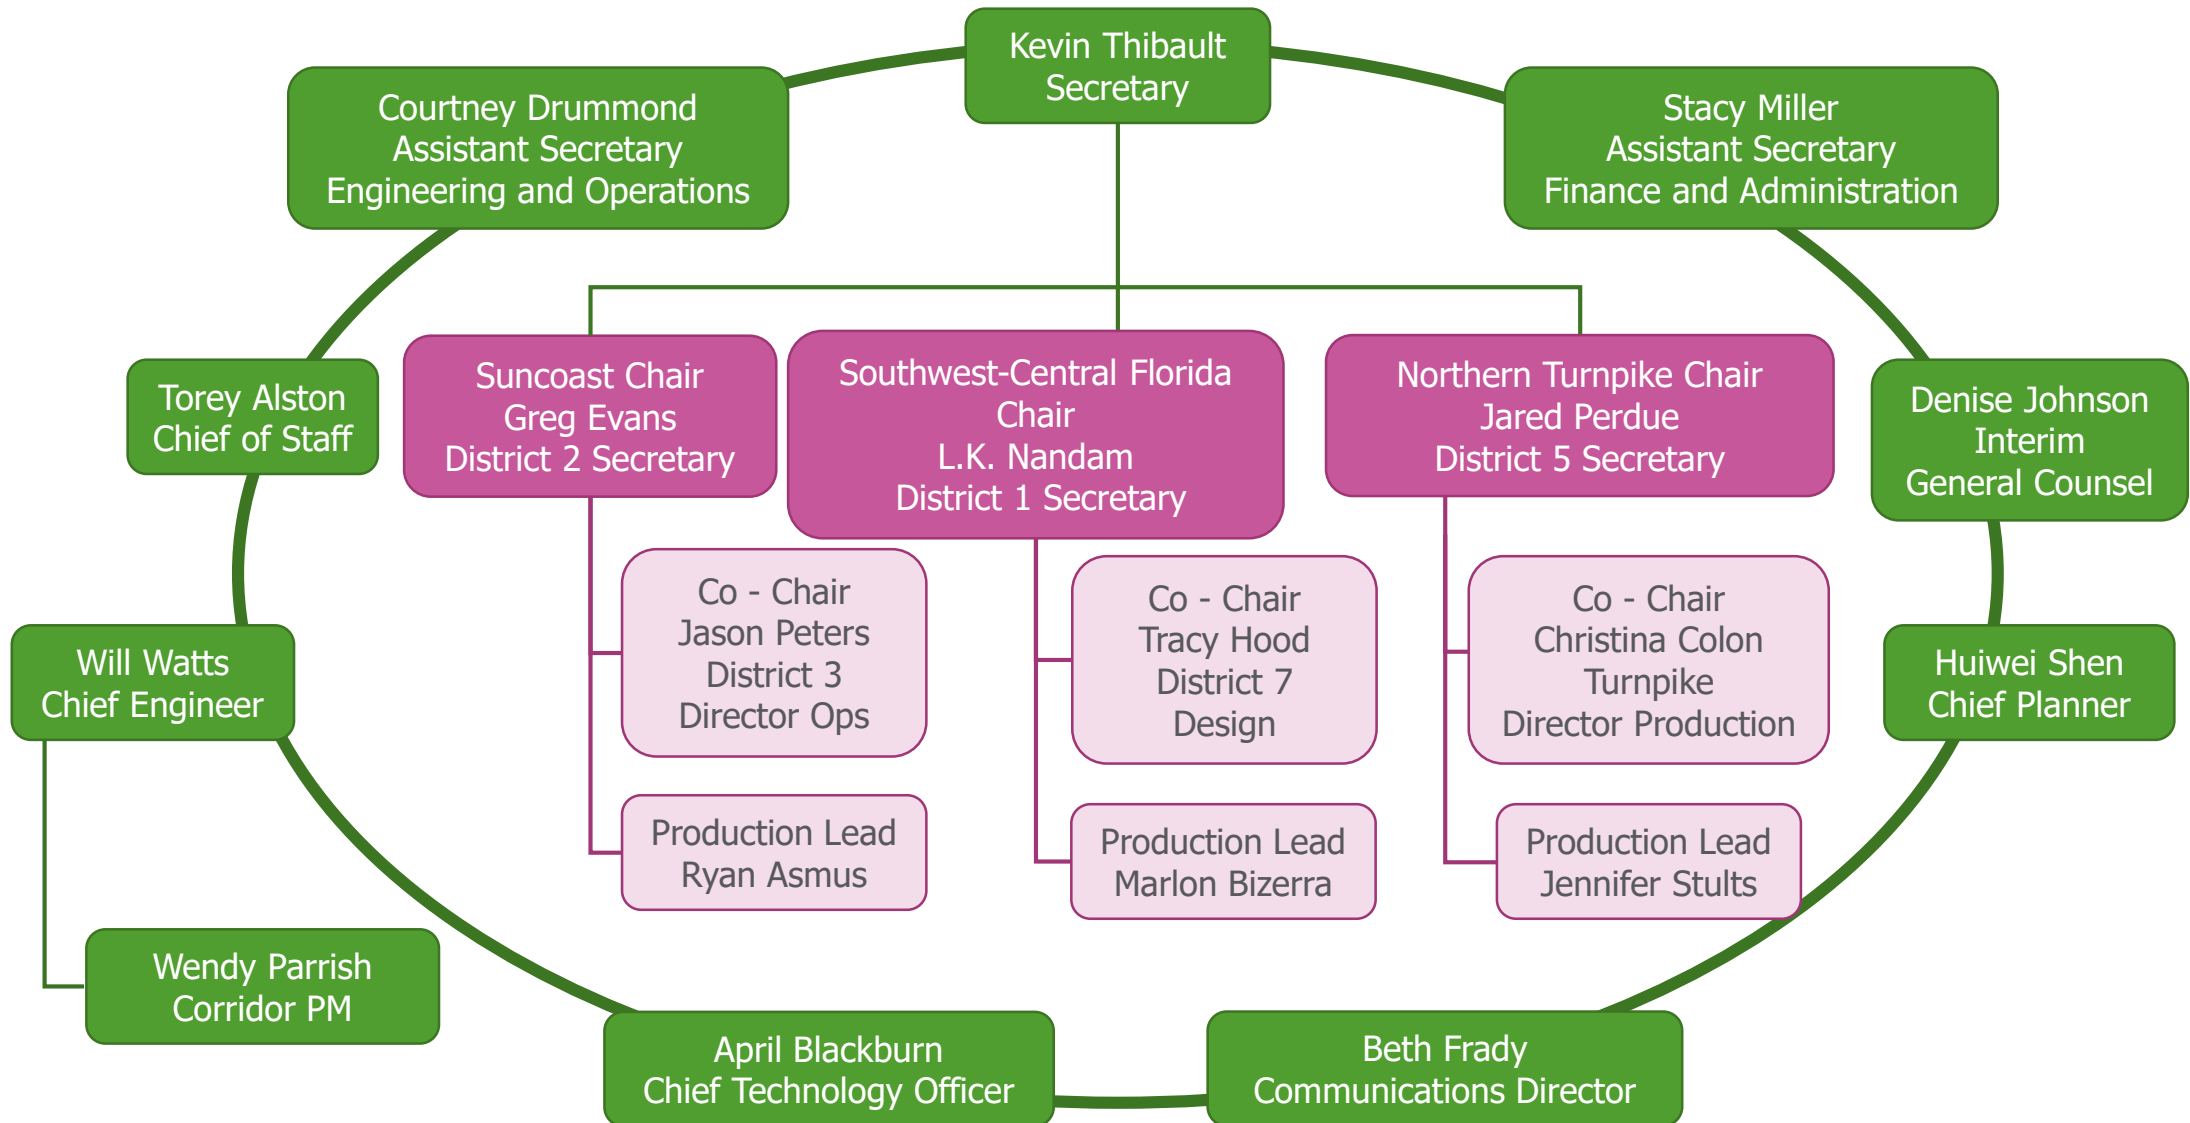 Kevin Thibault
Secretary
Courtney Drummond
Assistant Secretary
Engineering and Operations
Stacy Miller
Assistant Secretary
Finance and Administration
Torey Alston
Chief of Staff
Suncoast Chair
Greg Evans
District 2 Secretary
Southwest-Central Florida
Chair
L.K. Nandam
District 1 Secretary
Northern Turnpike Chair
Jared Perdue
District 5 Secretary
Denise Johnson
Interim
General Counsel
Co - Chair
Jason Peters
District 3
Director Ops
Co - Chair
Tracy Hood
District 7
Design
Co - Chair
Christina Colon
Turnpike
Director Production
Will Watts
Chief Engineer
Huiwei Shen
Chief Planner
Production Lead
Ryan Asmus
Production Lead
Marlon Bizerra
Production Lead
Jennifer Stults
Wendy Parrish
Corridor PM
April Blackburn
Chief Technology Officer
Beth Frady
Communications Director